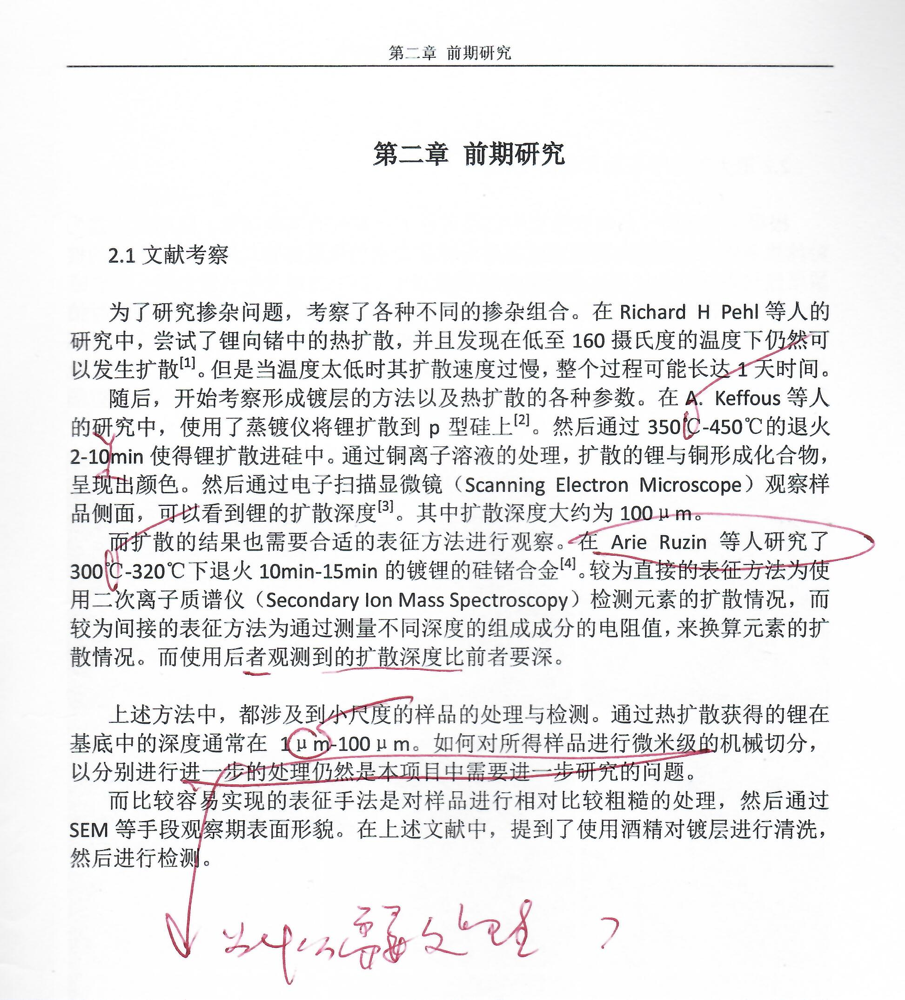 第二章 前期研究
第二章 前期研究
2.1 文献考察
为了研究掺杂问题，考察了各种不同的掺杂组合。在 Richard H Pehl 等人的
研究中，尝试了锂向锗中的热扩散，并且发现在低至 160 摄氏度的温度下仍然可
以发生扩散[1]。但是当温度太低时其扩散速度过慢，整个过程可能长达 1 天时间。
随后，开始考察形成镀层的方法以及热扩散的各种参数。在 A. Keffous 等人
的研究中，使用了蒸镀仪将锂扩散到 p 型硅上[2]。然后通过 350℃-450℃的退火
2-10min 使得锂扩散进硅中。通过铜离子溶液的处理，扩散的锂与铜形成化合物，
呈现出颜色。然后通过电子扫描显微镜（Scanning Electron Microscope）观察样
品侧面，可以看到锂的扩散深度[3]。其中扩散深度大约为 100μm。
而扩散的结果也需要合适的表征方法进行观察。在 Arie Ruzin 等人研究了
300℃-320℃下退火 10min-15min 的镀锂的硅锗合金[4]。较为直接的表征方法为使
用二次离子质谱仪（Secondary Ion Mass Spectroscopy）检测元素的扩散情况，而
较为间接的表征方法为通过测量不同深度的组成成分的电阻值，来换算元素的扩
散情况。而使用后者观测到的扩散深度比前者要深。
上述方法中，都涉及到小尺度的样品的处理与检测。通过热扩散获得的锂在
基底中的深度通常在 1μm-100μm。如何对所得样品进行微米级的机械切分，
以分别进行进一步的处理仍然是本项目中需要进一步研究的问题。
而比较容易实现的表征手法是对样品进行相对比较粗糙的处理，然后通过
SEM 等手段观察期表面形貌。在上述文献中，提到了使用酒精对镀层进行清洗，
然后进行检测。
为什么需要处理？